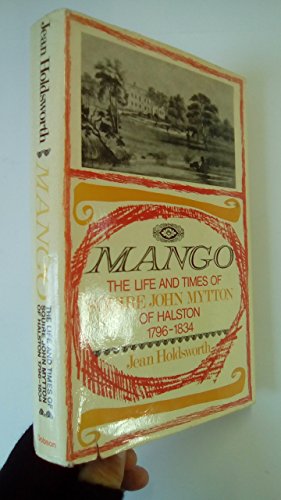 MANGO
THE LIFE AND TIMES OF
SQUIRE JOHN MYTTON
OF HALSTON
1796-1834
Jean Holdsworth
Jean Holdsworth
MANGO
THE LIFE AND TIMES OF
SQUIRE JOHN MYTTON
OF HALSTON 1796-1834
Dobson